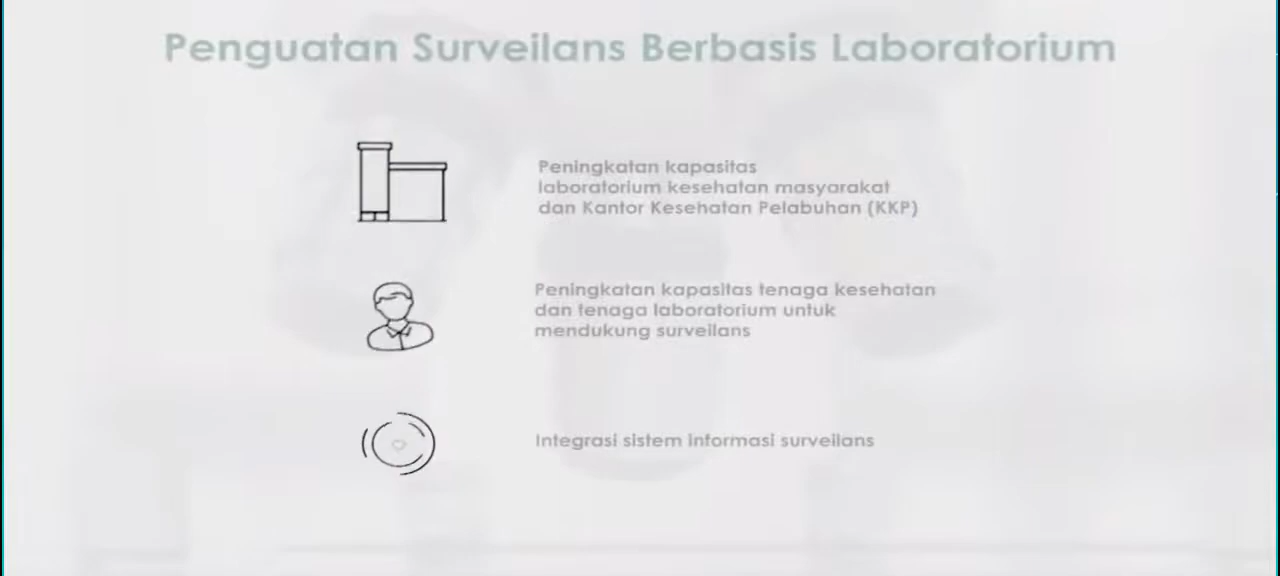 Penguatan Surveilans Berbasis Laboratorium
Peningkatan kapasitas
laboratorium kesehatan masyarakat
dan Kantor Kesehatan Pelabuhan (KKP)
Peningkatan kapasitas tenaga kesehatan
dan tenaga laboratorium untuk
mendukung surveilans
Integrasi sistem informasi surveilans